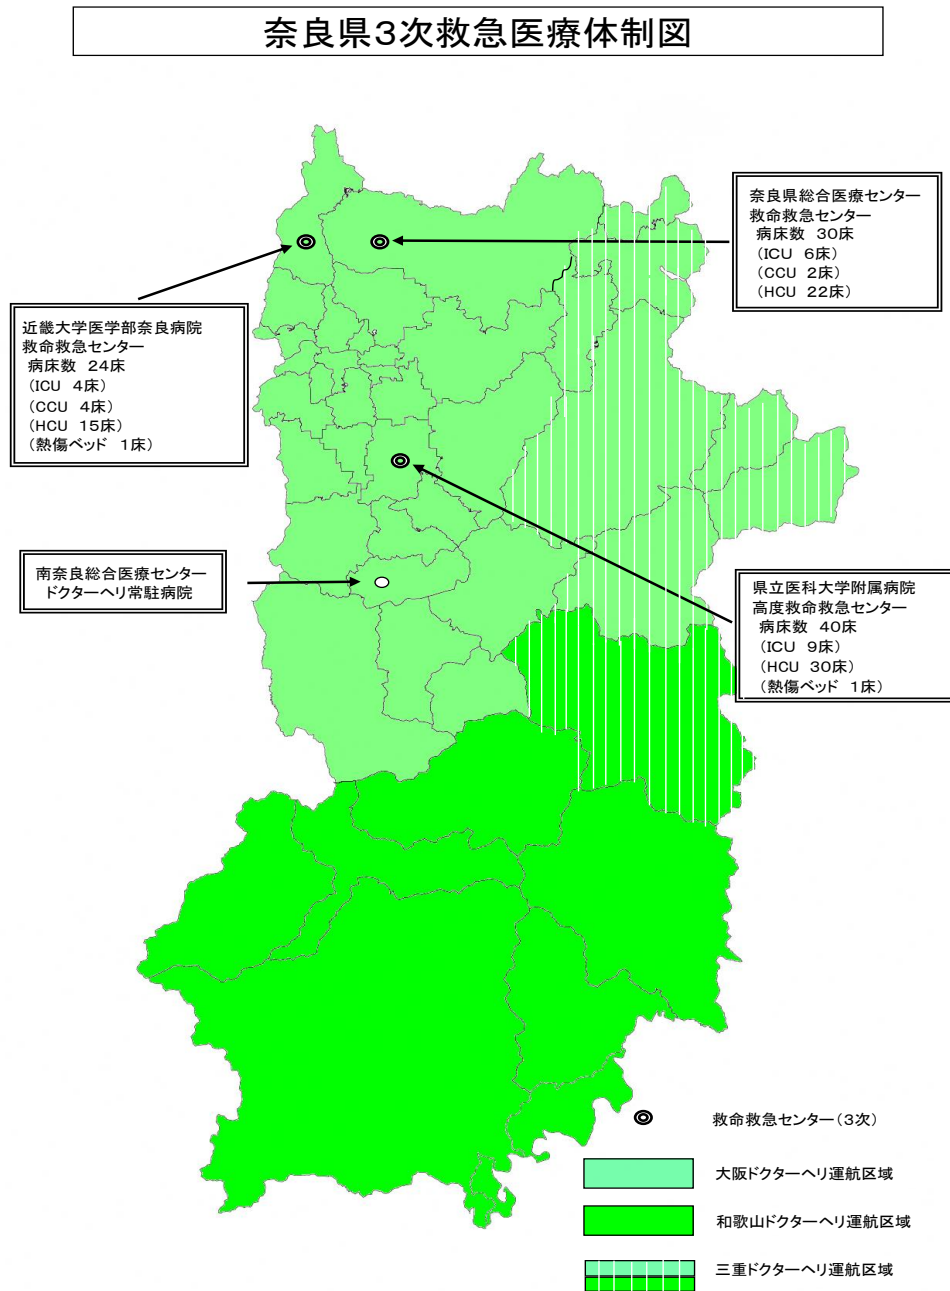 奈良県3次救急医療体制図
奈良県総合医療センター
救命救急センター
病床数 30床
(ICU 6床)
(CCU 2床)
(HCU 22床)
近畿大学医学部奈良病院
救命救急センター
病床数 24床
(ICU 4床)
(CCU 4床)
(HCU 15床)
(熱傷ベッド 1床)
南奈良総合医療センター
ドクターヘリ常駐病院
県立医科大学附属病院
高度救命救急センター
病床数 40床
(ICU 9床)
(HCU 30床)
(熱傷ベッド 1床)
救命救急センター(3次)
大阪ドクターヘリ運航区域
和歌山ドクターヘリ運航区域
三重ドクターヘリ運航区域